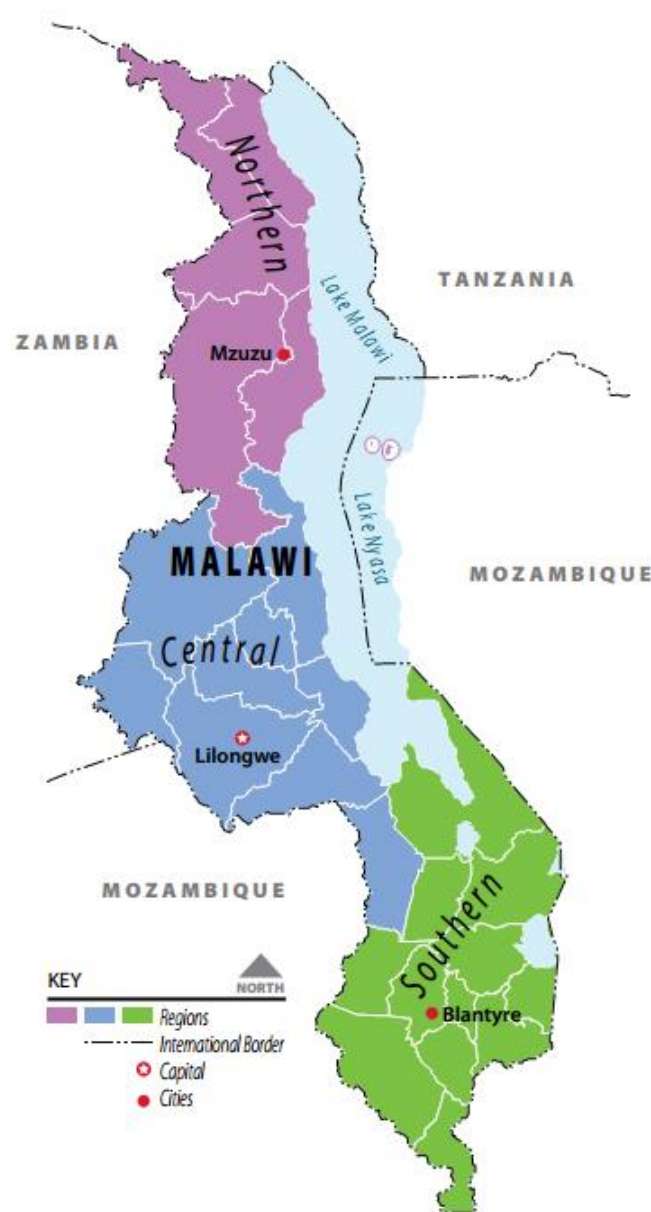 Northern
Lake Malawi
TANZANIA
ZAMBIA
Mzuzu
Lake Nyasa
MALAWI
MOZAMBIQUE
Central
Lilongwe
MOZAMBIQUE
Southern
KEY
NORTH
Regions
Blantyre
International Border
Capital
Cities